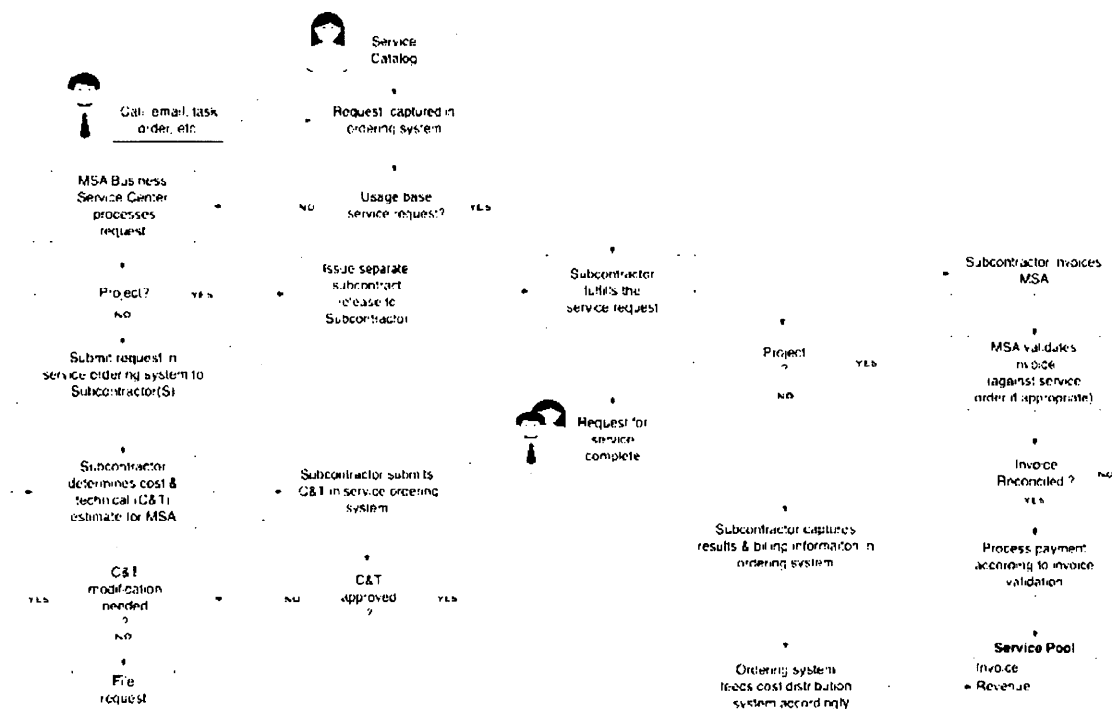 Service
Catalog
Call, email, task
order, etc
Request captured in
ordering system
MSA Business
Service Center
processes
request
NO
Usage base
service request?
YES
Project?
YES
NO
Issue separate
subcontract
release to
Subcontractor
Subcontractor
fulfills the
service request
Subcontractor invoices
MSA
Submit request in
service ordering system to
Subcontractor(S)
Project
?
YES
NO
MSA validates
invoice
(against service
order if appropriate)
Request for
service
complete
Subcontractor
determines cost &
technical (C&T)
estimate for MSA
Subcontractor submits
C&T in service ordering
system
Invoice
Reconciled ?
NO
YES
Subcontractor captures
results & billing informaiton in
ordering system
Process payment
according to invoice
validation
YES
C&T
modification
needed
?
NO
NO
C&T
approved
?
YES
File
request
Ordering system
feeds cost distribution
system accordingly
Service Pool
Invoice
Revenue